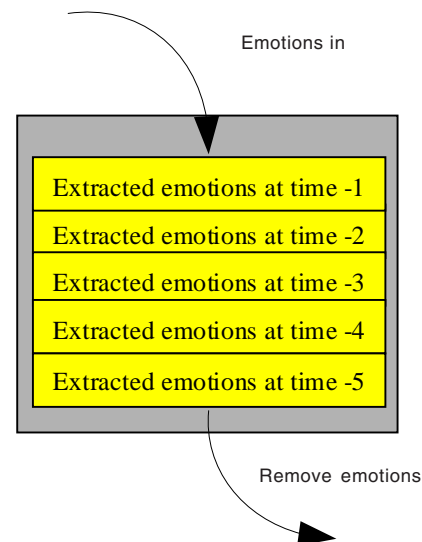 Emotions in
Extracted emotions at time -1
Extracted emotions at time -2
Extracted emotions at time -3
Extracted emotions at time -4
Extracted emotions at time -5
Remove emotions